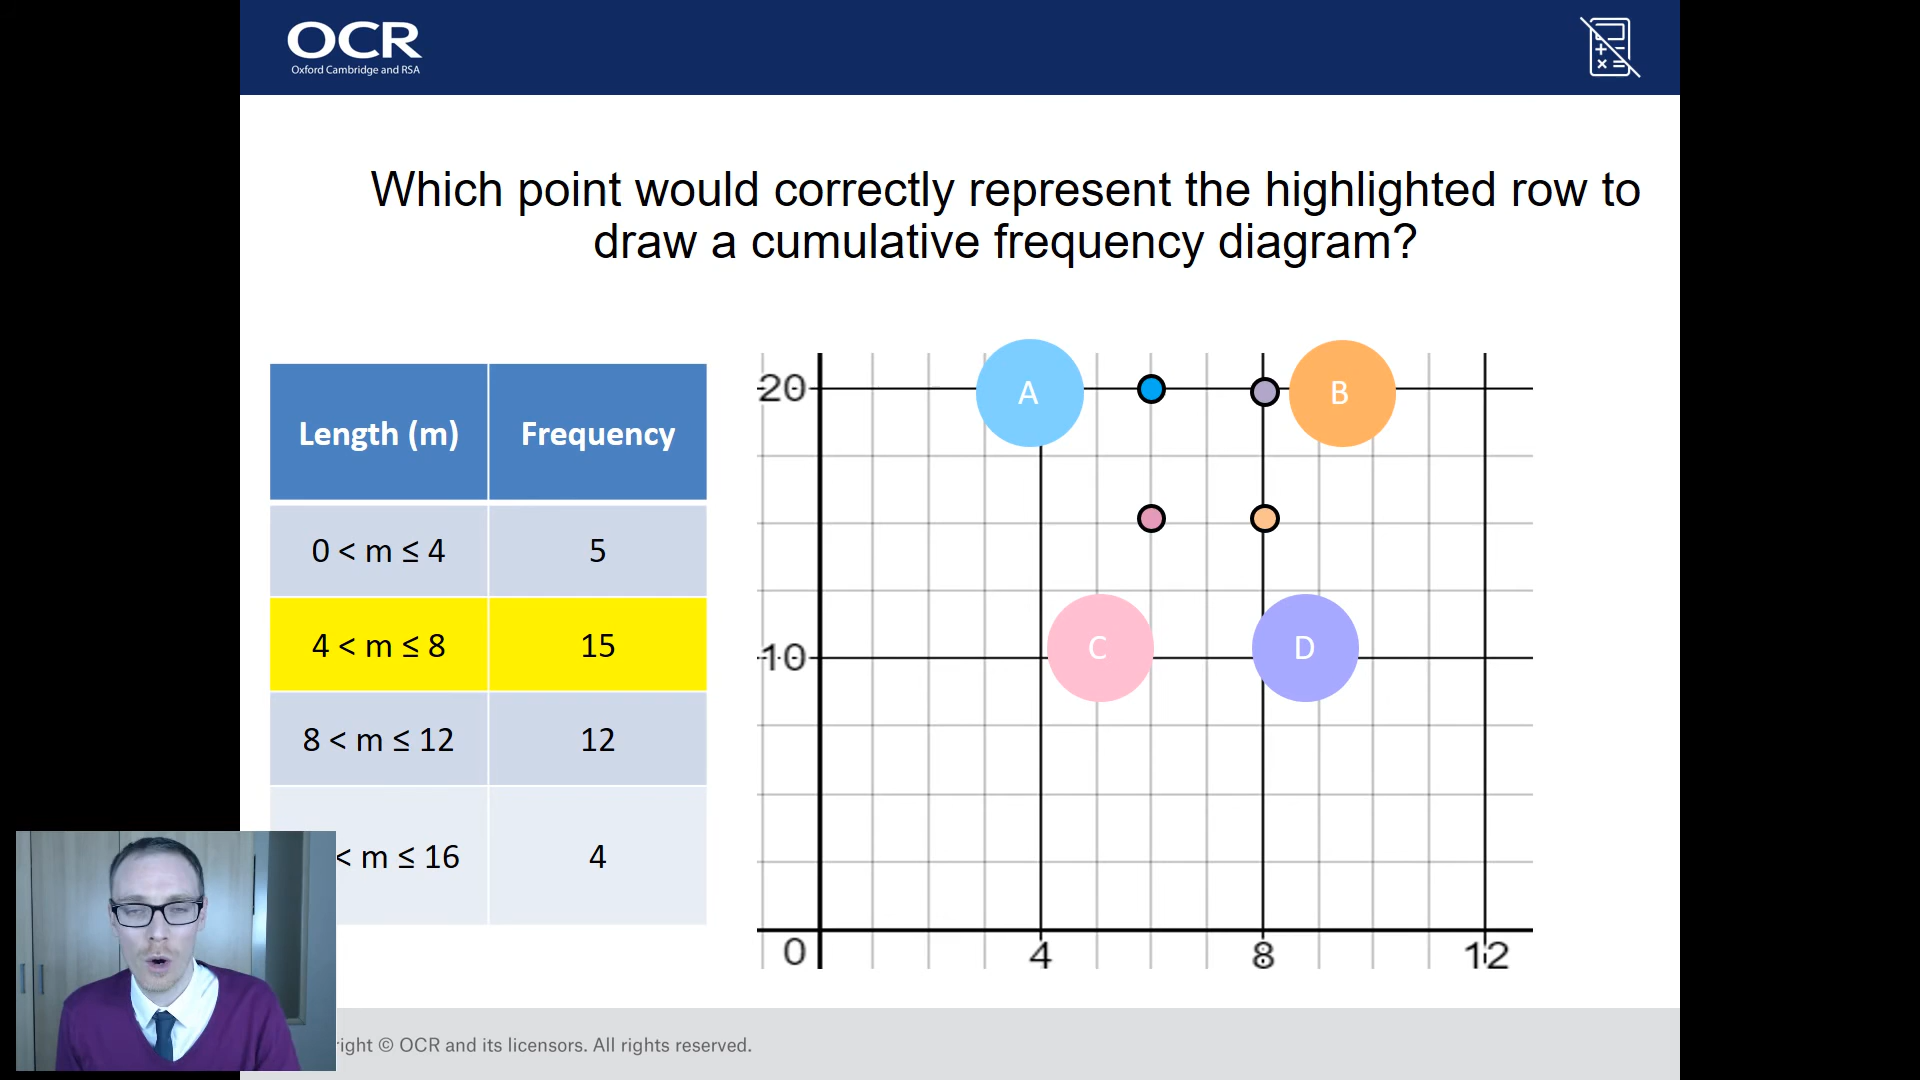 OCR
Oxford Cambridge and RSA
Which point would correctly represent the highlighted row to
draw a cumulative frequency diagram?
Length (m) Frequency
0 < m ≤ 4 5
4 < m ≤ 8 15
8 < m ≤ 12 12
< m ≤ 16 4
20
A
B
10
C
D
0
4
8
12
© OCR and its licensors. All rights reserved.